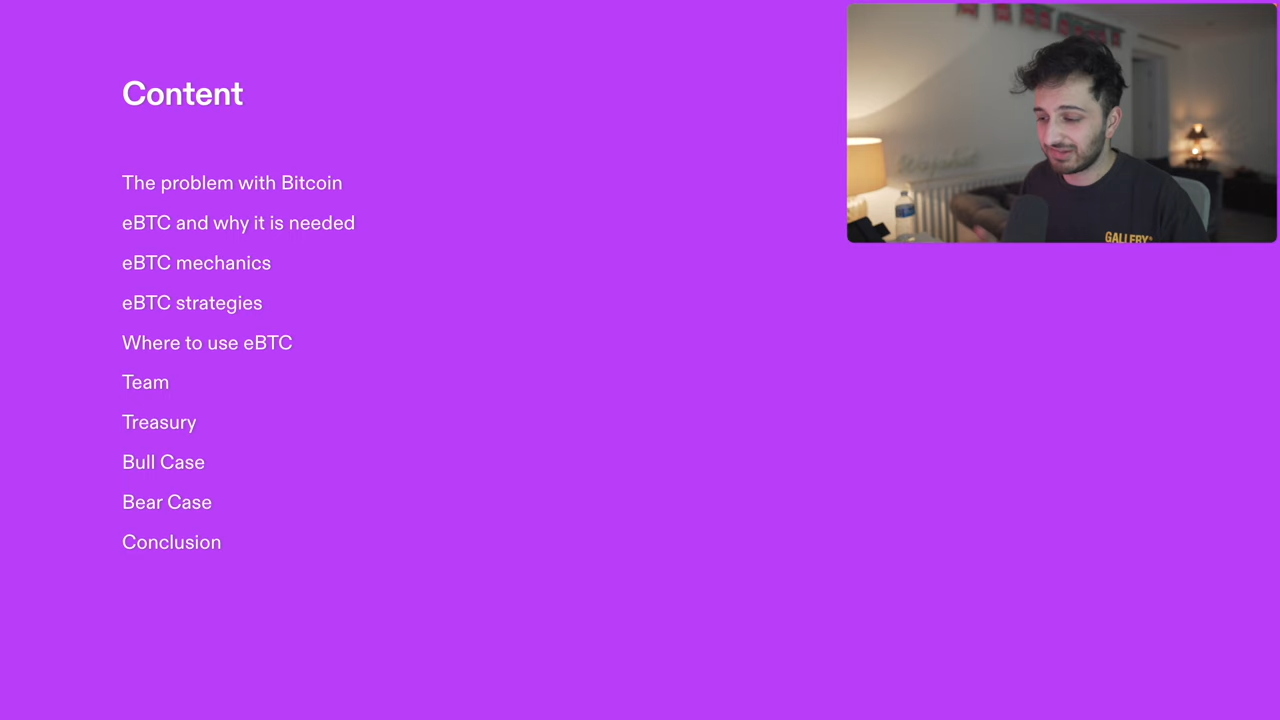 Content
The problem with Bitcoin
eBTC and why it is needed
eBTC mechanics
eBTC strategies
Where to use eBTC
Team
Treasury
Bull Case
Bear Case
Conclusion
GALLERY